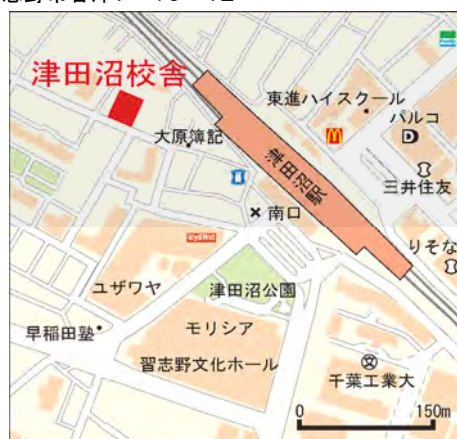 津田沼校舎
東進ハイスクール
パルコ
D
大原簿記
M
津田沼駅
三井住友
南口
りそな
ユザワヤ
津田沼公園
早稲田塾
モリシア
習志野文化ホール
文
千葉工業大
0 150m